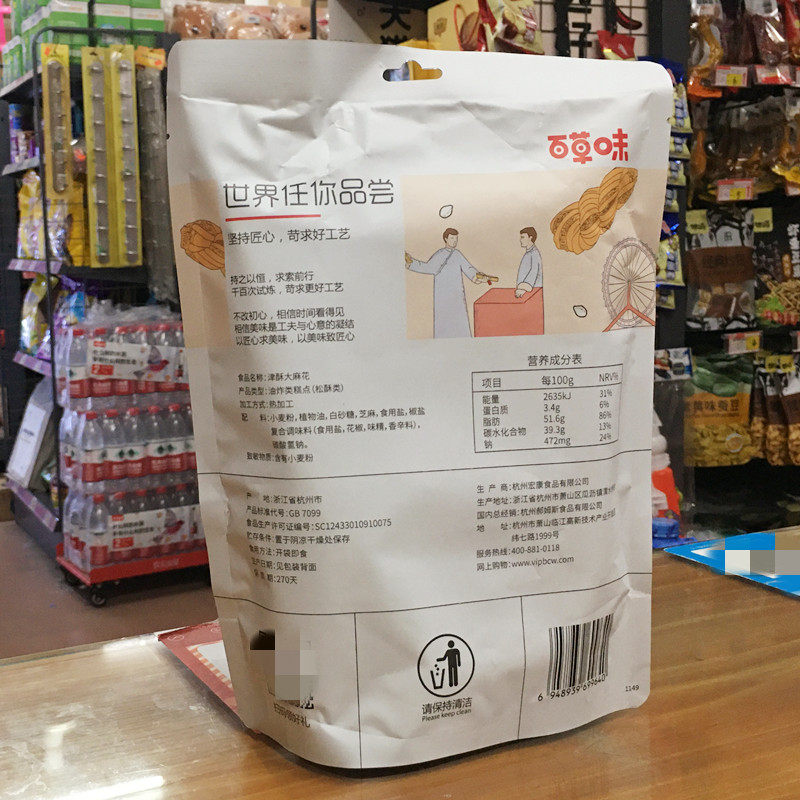 百草味
世界任你品尝
坚持匠心，苛求好工艺
持之以恒，求索前行
千百次试炼，苛求更好工艺
不改初心，相信时间看得见
相信美味是工夫与心意的凝结
以匠心求美味，以美味致匠心
食品名称:津酥大麻花
产品类型:油炸类糕点(松酥类)
加工方式:热加工
配 料:小麦粉,植物油,白砂糖,芝麻,食用盐,椒盐
复合调味料(食用盐,花椒,味精,香辛料),
碳酸氢钠。
致敏物质:含有小麦粉
营养成分表
项目 每100g NRV%
能量 2635kJ 31%
蛋白质 3.4g 6%
脂肪 51.6g 86%
碳水化合物 39.3g 13%
钠 472mg 24%
产 地:浙江省杭州市
产品标准代号:GB 7099
食品生产许可证编号:SC12433010910075
贮存条件:置于阴凉干燥处保存
食用方法:开袋即食
生产日期:见包装背面
保质期:270天
生 产 商:杭州宏康食品有限公司
生产地址:浙江省杭州市萧山区瓜沥镇
国内总经销:杭州郝姆斯食品有限公司
地 址:杭州市萧山临江高新技术产业
纬七路1999号
服务热线:400-881-0118
网上购物:www.vipbcw.com
请保持清洁
Please keep clean
6 948939 699640
1149